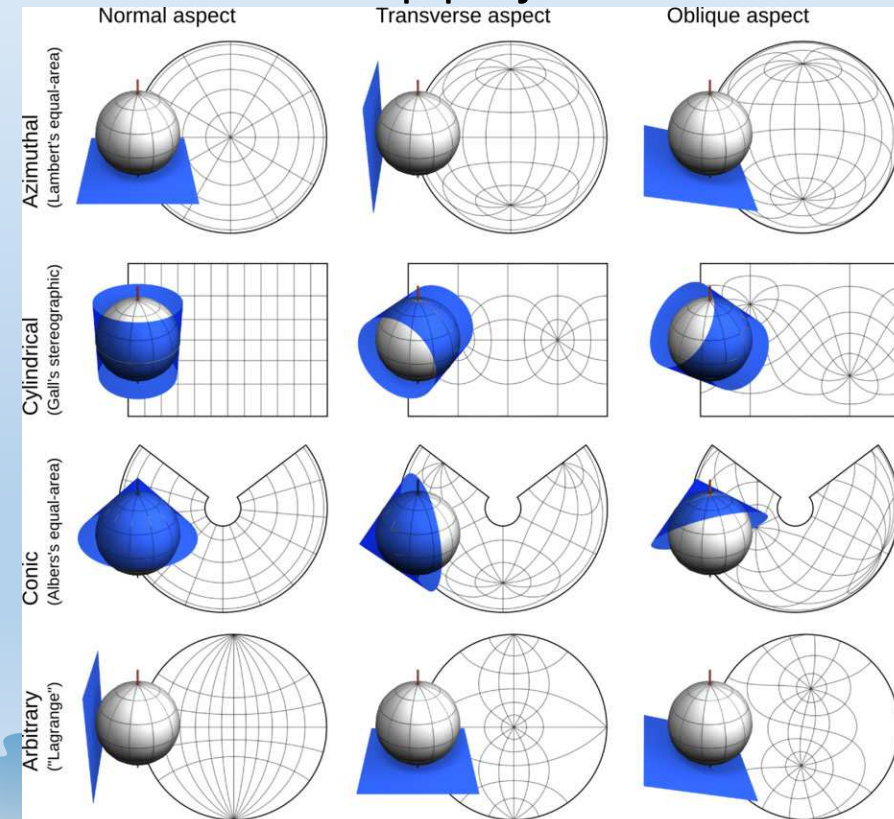 Normal aspect
Transverse aspect
Oblique aspect
Azimuthal
(Lambert's equal-area)
Cylindrical
(Gall's stereographic)
Conic
(Albers's equal-area)
Arbitrary
("Lagrange")